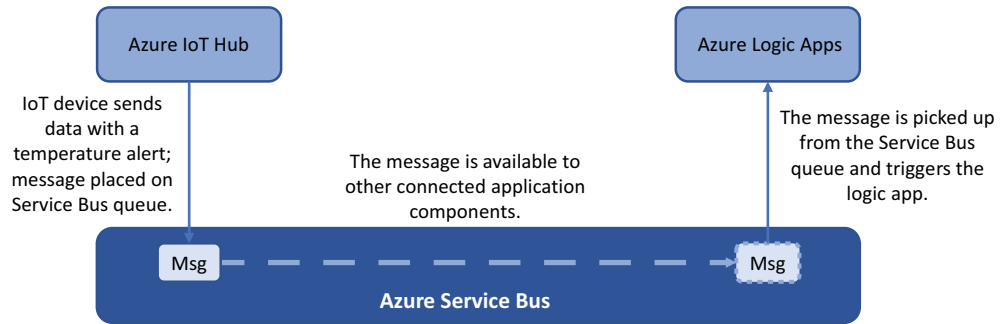 Azure IoT Hub
Azure Logic Apps
IoT device sends
data with a
temperature alert;
message placed on
Service Bus queue.
The message is available to
other connected application
components.
The message is picked up
from the Service Bus
queue and triggers the
logic app.
Msg
Msg
Azure Service Bus